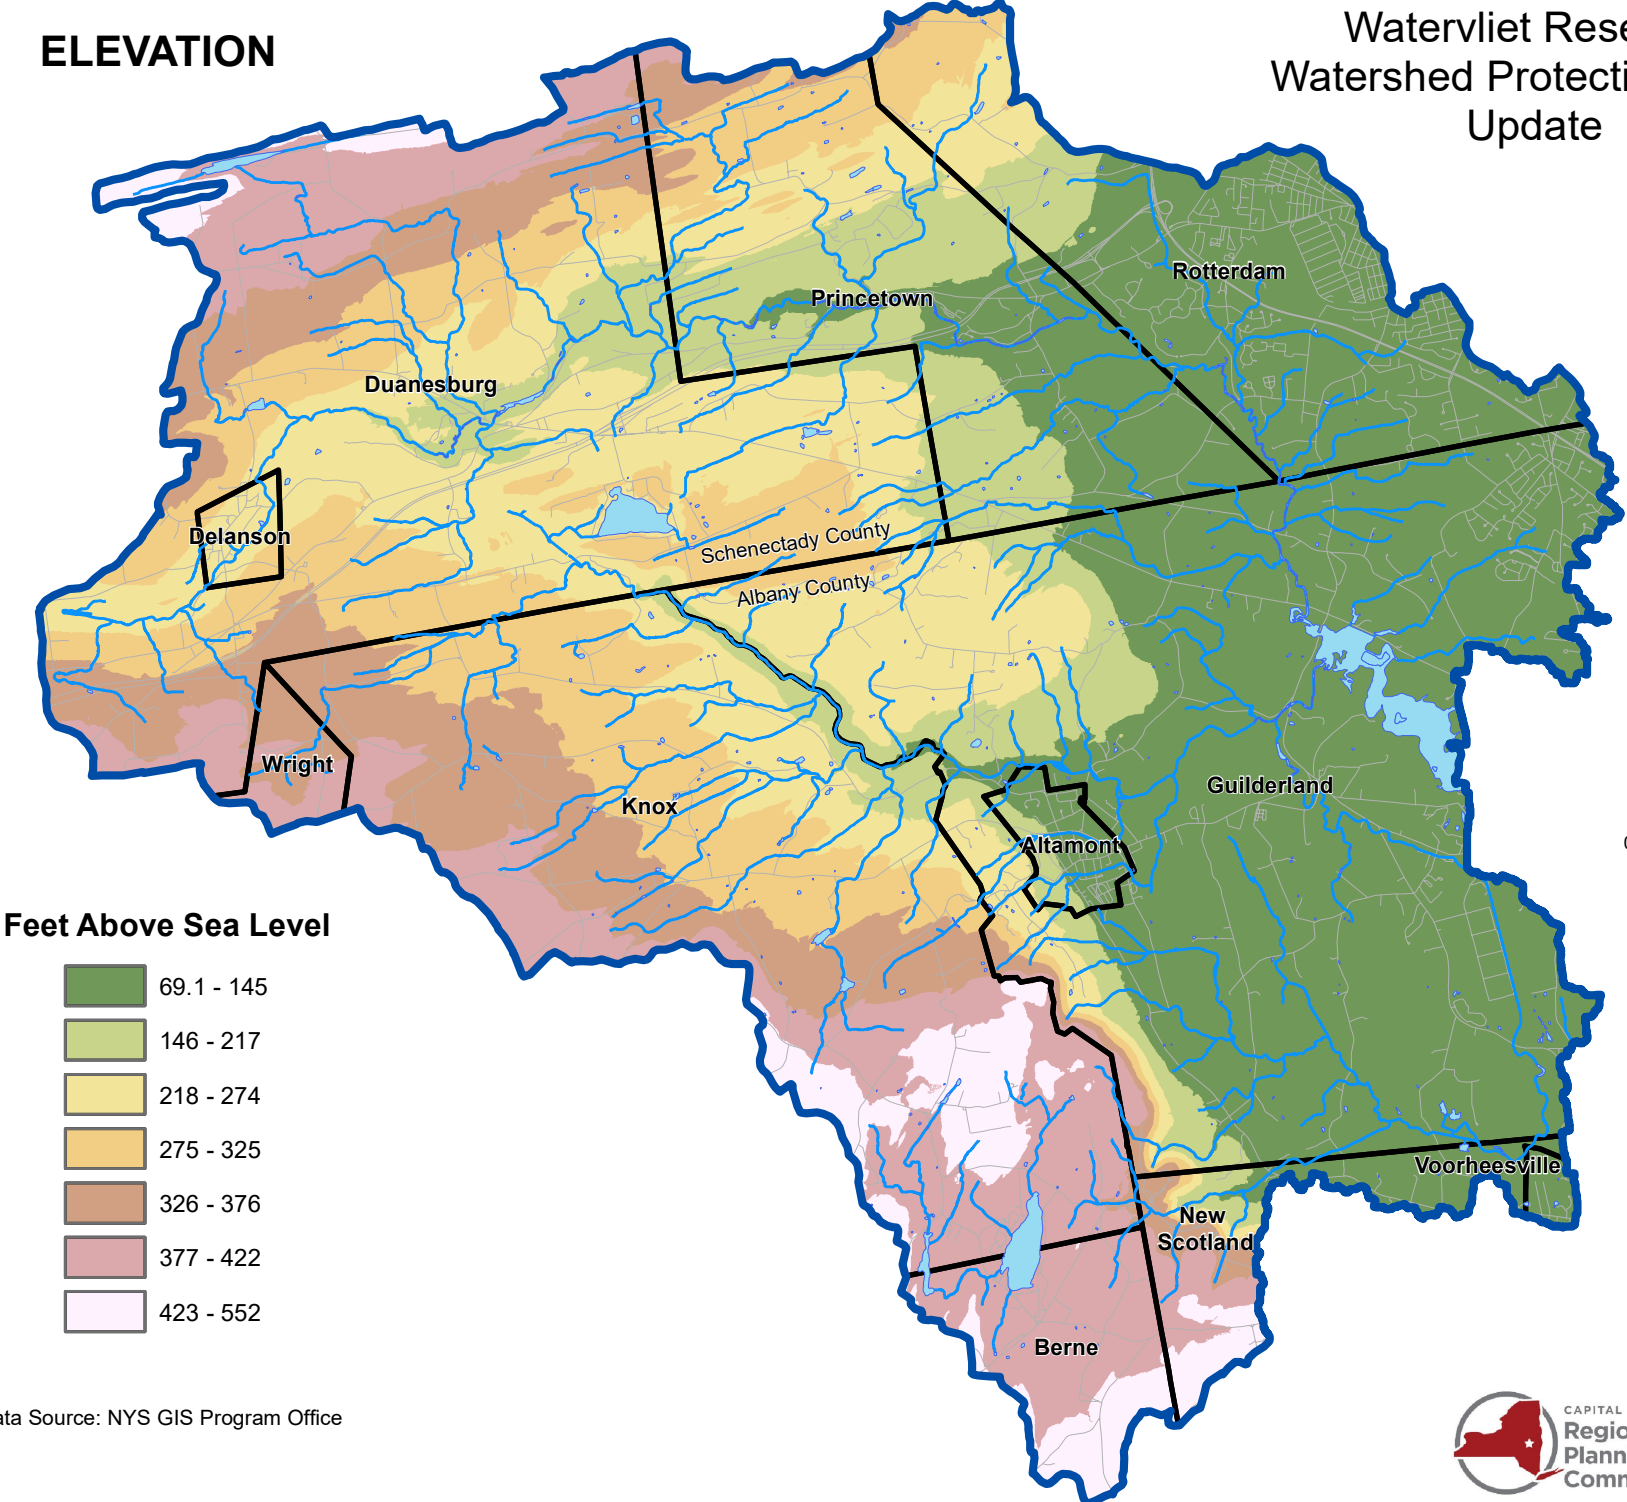 ELEVATION
Watervliet Rese
Watershed Protecti
Update
Rotterdam
Princetown
Duanesburg
Delanson
Schenectady County
Albany County
Wright
Knox
Guilderland
Altamont
Feet Above Sea Level
69.1 - 145
146 - 217
218 - 274
275 - 325
326 - 376
377 - 422
423 - 552
Voorheesville
New
Scotland
Berne
ata Source: NYS GIS Program Office
CAPITAL
Regio
Plann
Comm